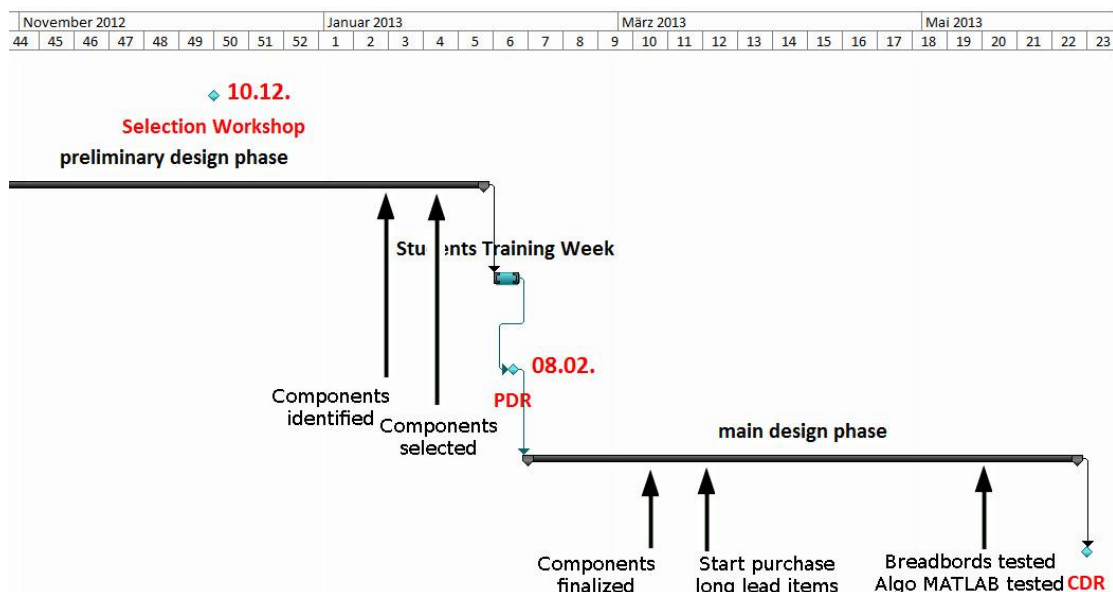 November 2012 Januar 2013 März 2013 Mai 2013
44 45 46 47 48 49 50 51 52 1 2 3 4 5 6 7 8 9 10 11 12 13 14 15 16 17 18 19 20 21 22 23
10.12.
Selection Workshop
preliminary design phase
Students Training Week
08.02.
PDR
Components
identified
Components
selected
main design phase
Components
finalized
Start purchase
long lead items
Breadbords tested
Algo MATLAB tested
CDR